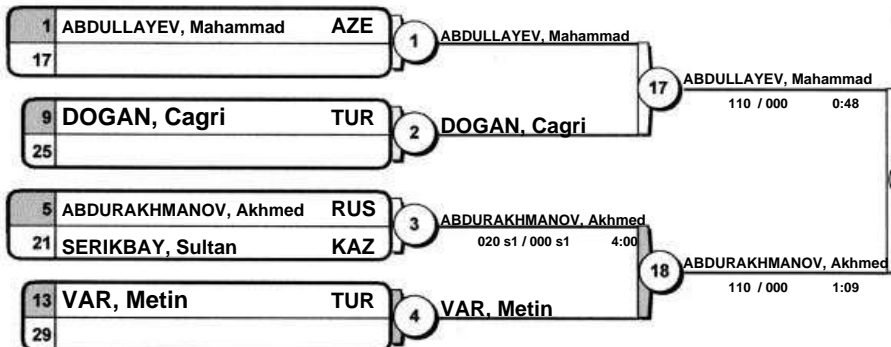 1 ABDULLAYEV, Mahammad AZE
17
1
ABDULLAYEV, Mahammad
9 DOGAN, Cagri TUR
25
2
DOGAN, Cagri
17
ABDULLAYEV, Mahammad
110 / 000 0:48
5 ABDURAKHMANOV, Akhmed RUS
21 SERIKBAY, Sultan KAZ
3
ABDURAKHMANOV, Akhmed
020 s1 / 000 s1 4:00
13 VAR, Metin TUR
29
4
VAR, Metin
18
ABDURAKHMANOV, Akhmed
110 / 000 1:09